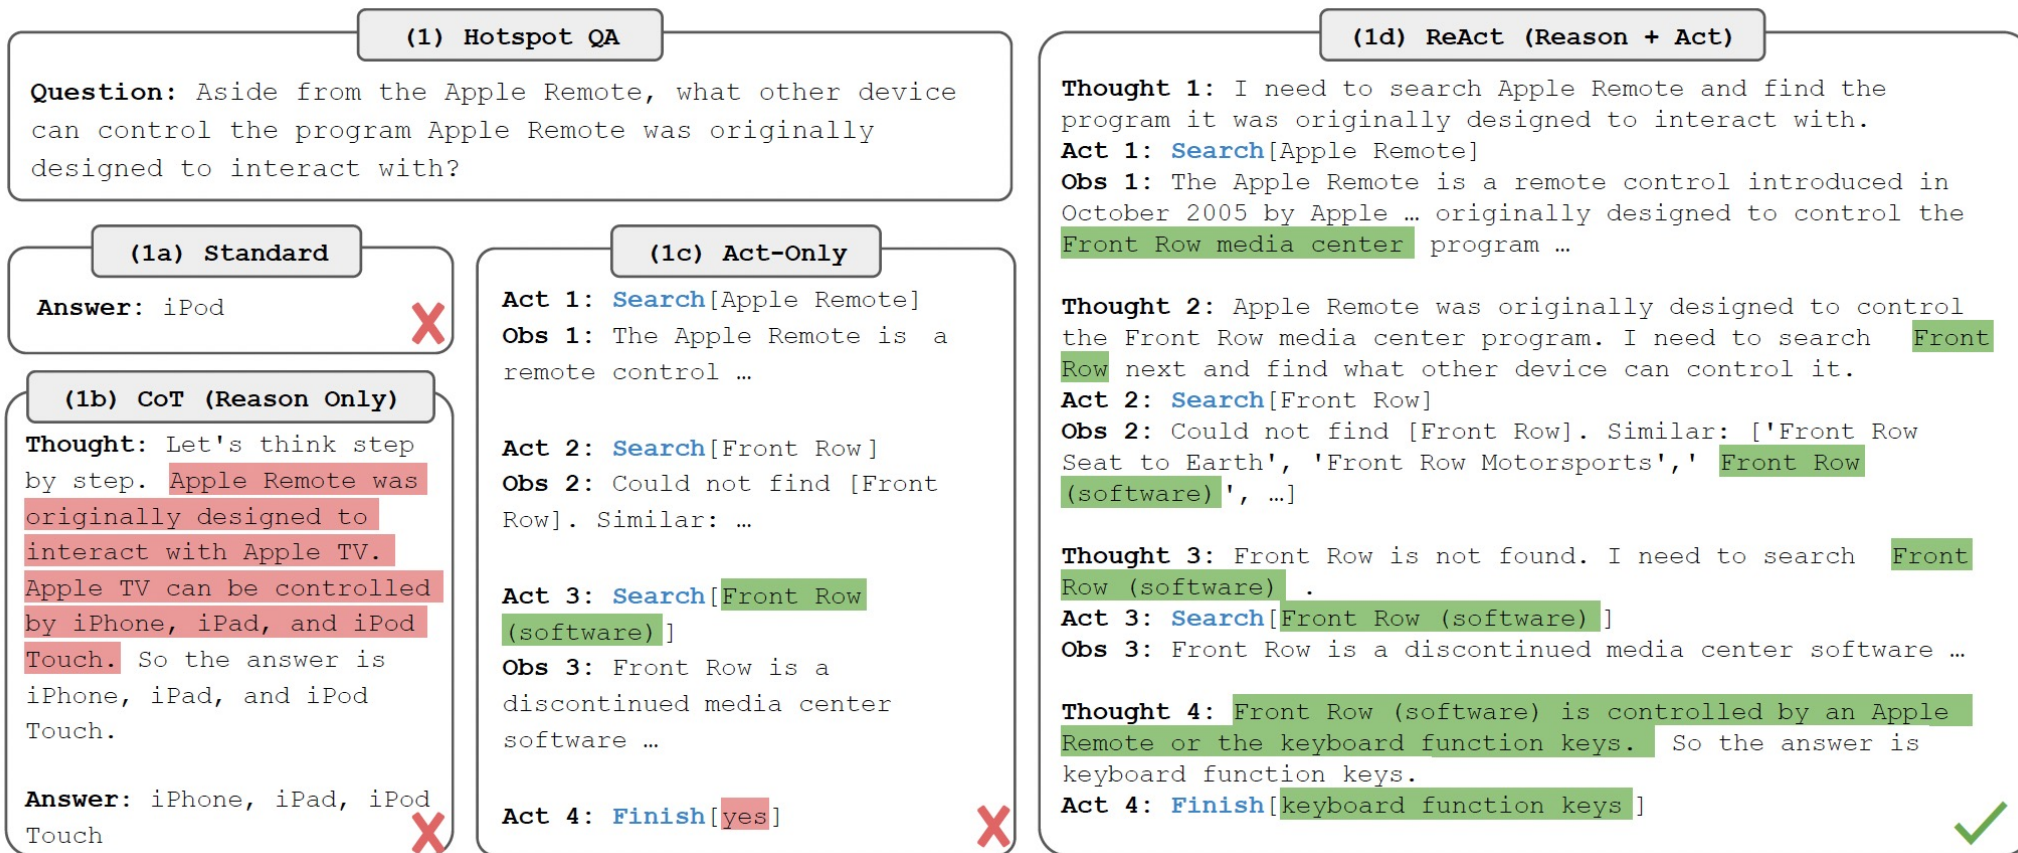 (1) Hotspot QA
Question: Aside from the Apple Remote, what other device
can control the program Apple Remote was originally
designed to interact with?
(1a) Standard
Answer: iPod
(1b) CoT (Reason Only)
Thought: Let's think step
by step. Apple Remote was
originally designed to
interact with Apple TV.
Apple TV can be controlled
by iPhone, iPad, and iPod
Touch. So the answer is
iPhone, iPad, and iPod
Touch.
Answer: iPhone, iPad, iPod
Touch
(1c) Act-Only
Act 1: Search[Apple Remote]
Obs 1: The Apple Remote is a
remote control …
Act 2: Search[Front Row]
Obs 2: Could not find [Front
Row]. Similar: …
Act 3: Search[Front Row
(software)]
Obs 3: Front Row is a
discontinued media center
software …
Act 4: Finish[yes]
(1d) ReAct (Reason + Act)
Thought 1: I need to search Apple Remote and find the
program it was originally designed to interact with.
Act 1: Search[Apple Remote]
Obs 1: The Apple Remote is a remote control introduced in
October 2005 by Apple … originally designed to control the
Front Row media center program …
Thought 2: Apple Remote was originally designed to control
the Front Row media center program. I need to search Front
Row next and find what other device can control it.
Act 2: Search[Front Row]
Obs 2: Could not find [Front Row]. Similar: ['Front Row
Seat to Earth', 'Front Row Motorsports',' Front Row
(software)', …]
Thought 3: Front Row is not found. I need to search Front
Row (software) .
Act 3: Search[Front Row (software) ]
Obs 3: Front Row is a discontinued media center software …
Thought 4: Front Row (software) is controlled by an Apple
Remote or the keyboard function keys. So the answer is
keyboard function keys.
Act 4: Finish[keyboard function keys ]